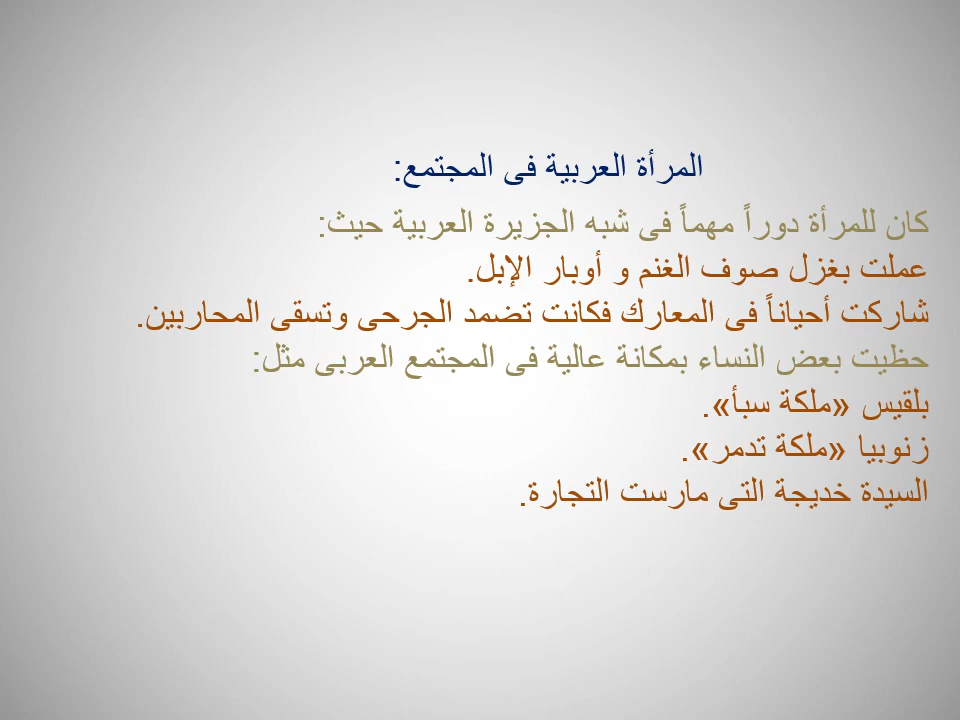 المرأة العربية فى المجتمع:
كان للمرأة دوراً مهماً فى شبه الجزيرة العربية حيث:
عملت بغزل صوف الغنم و أوبار الإبل.
شاركت أحياناً فى المعارك فكانت تضمد الجرحى وتسقى المحاربين.
حظيت بعض النساء بمكانة عالية فى المجتمع العربى مثل:
بلقيس «ملكة سبأ».
زنوبيا «ملكة تدمر».
السيدة خديجة التى مارست التجارة.